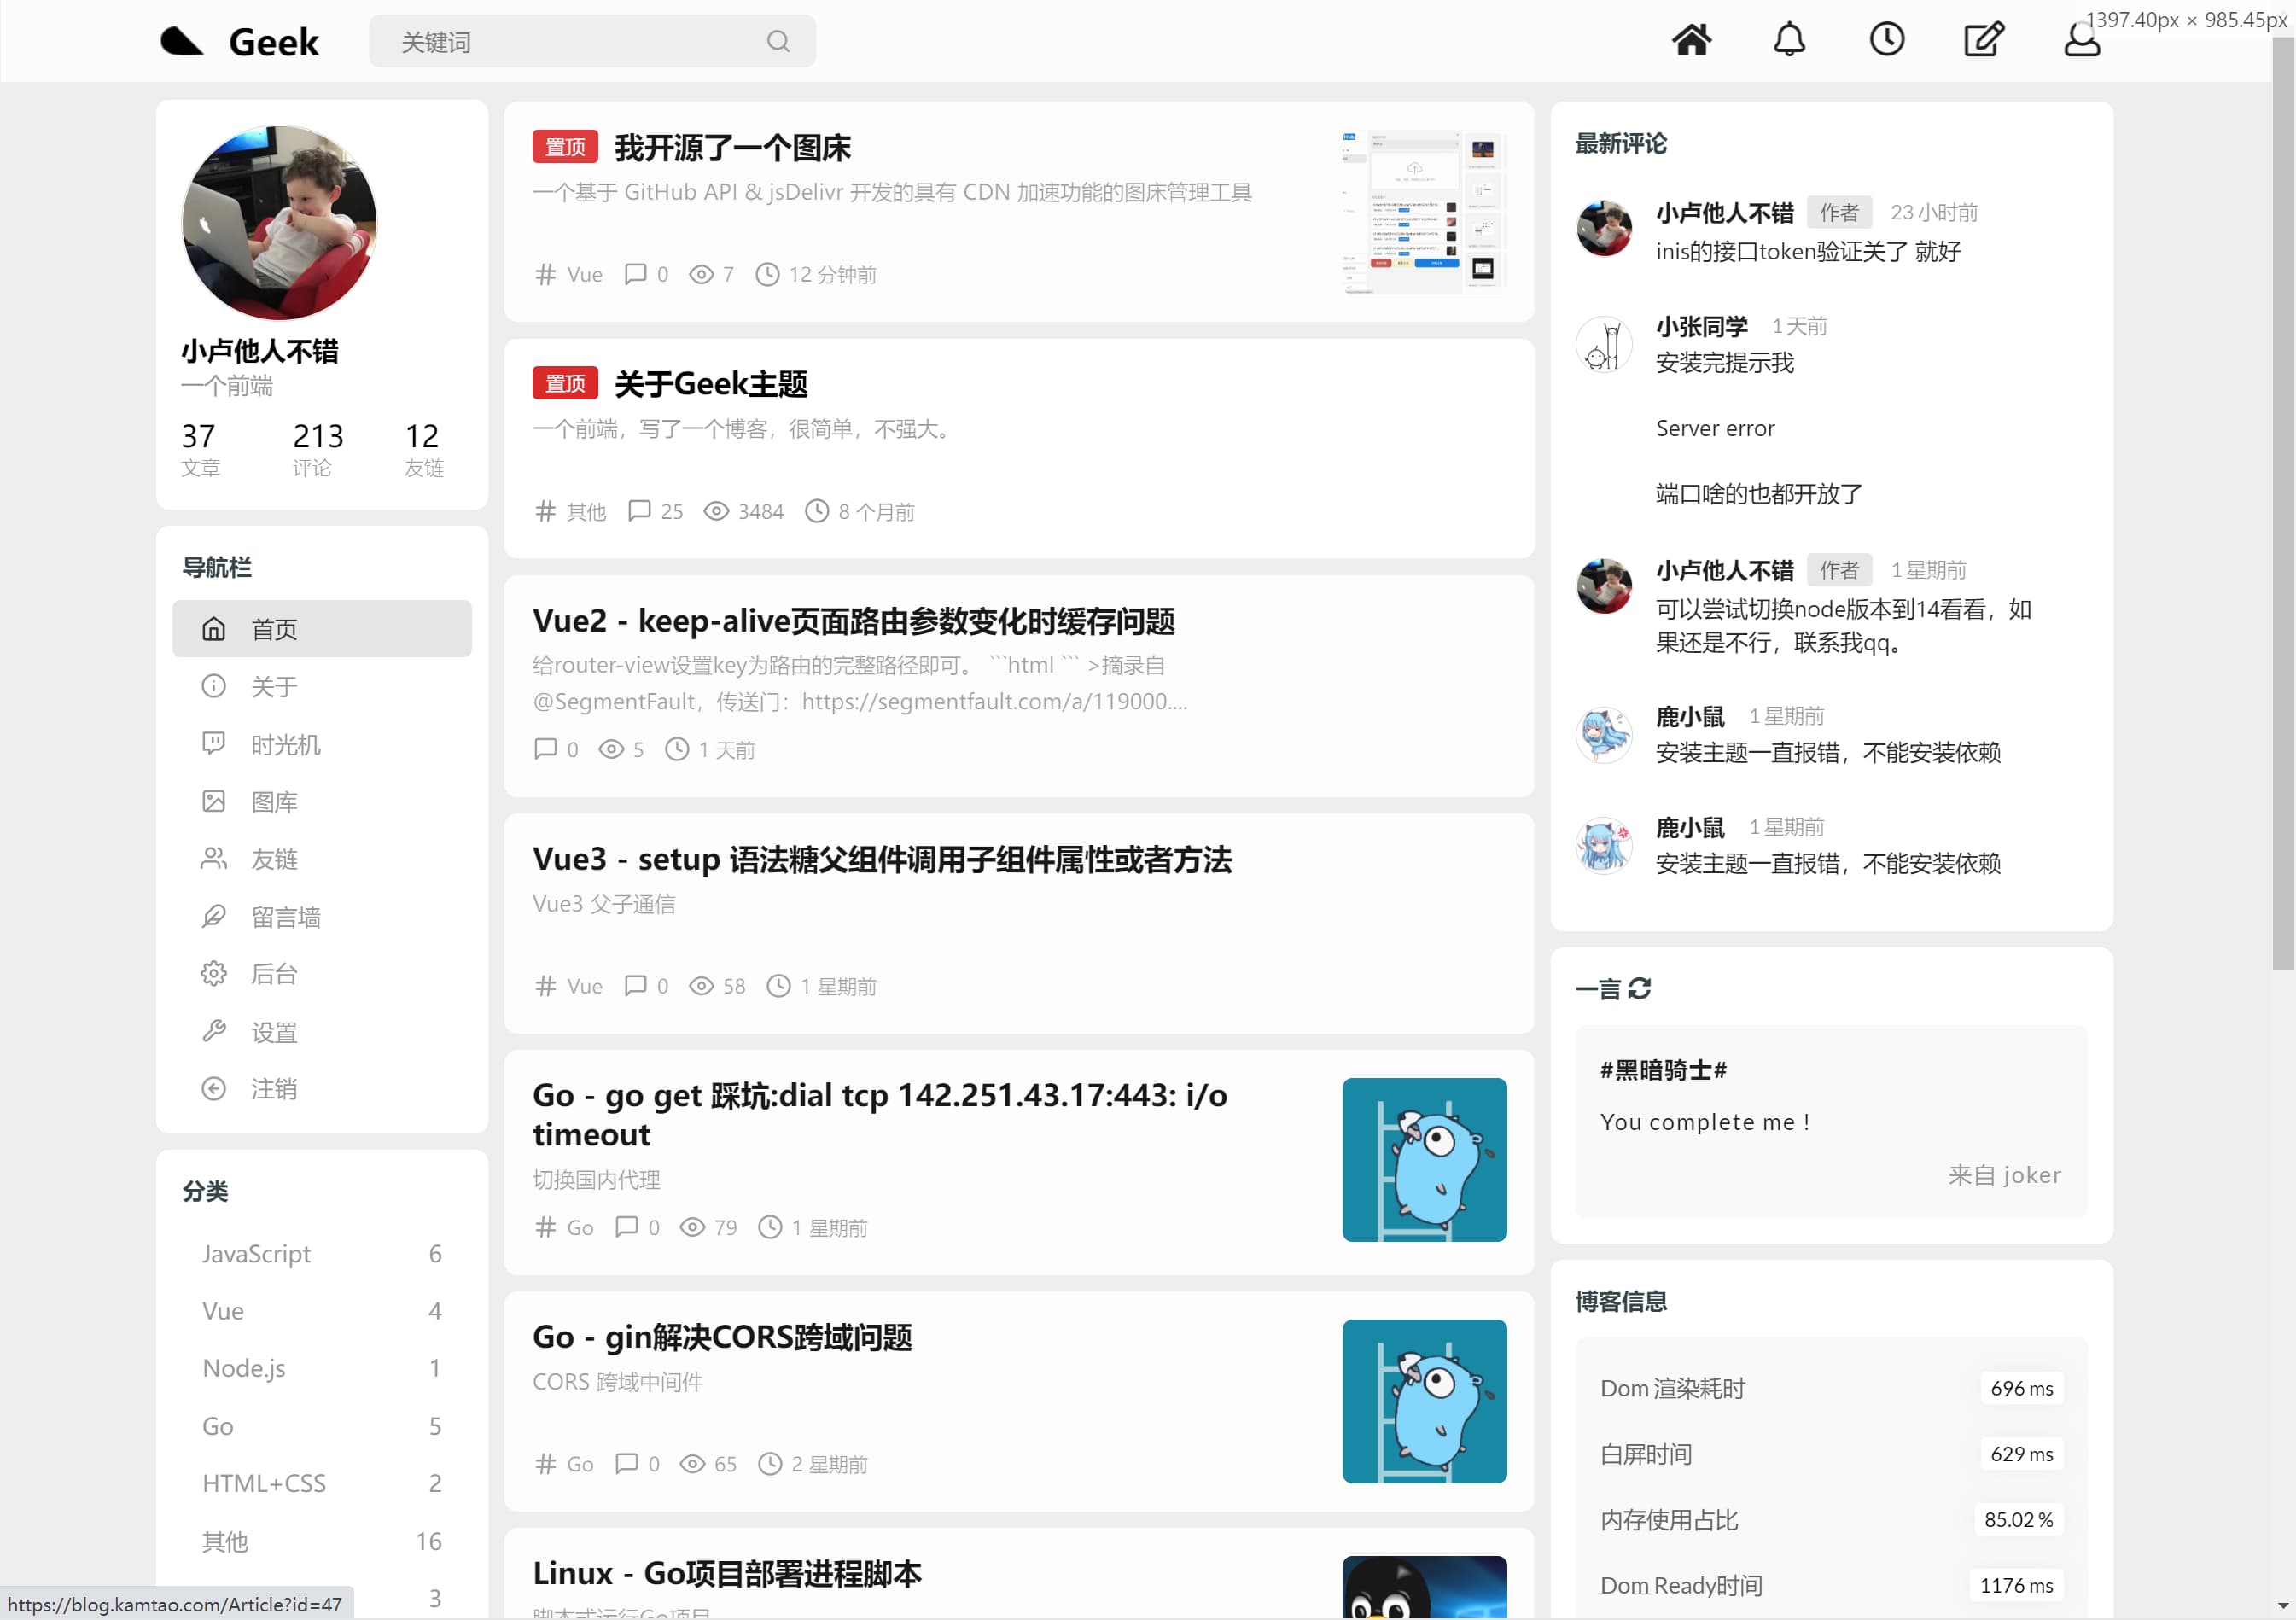 Geek
关键词
1397.40px × 985.45px
小卢他人不错
一个前端
37 213 12
文章 评论 友链
导航栏
首页
关于
时光机
图库
友链
留言墙
后台
设置
注销
分类
JavaScript 6
Vue 4
Node.js 1
Go 5
HTML+CSS 2
其他 16
3
https://blog.kamtao.com/Article?id=47
置顶 我开源了一个图床
一个基于 GitHub API & jsDelivr 开发的具有 CDN 加速功能的图床管理工具
# Vue 0 7 12 分钟前
置顶 关于Geek主题
一个前端，写了一个博客，很简单，不强大。
# 其他 25 3484 8 个月前
Vue2 - keep-alive页面路由参数变化时缓存问题
给router-view设置key为路由的完整路径即可。 ```html ``` >摘录自
@SegmentFault，传送门：https://segmentfault.com/a/119000....
0 5 1 天前
Vue3 - setup 语法糖父组件调用子组件属性或者方法
Vue3 父子通信
# Vue 0 58 1 星期前
Go - go get 踩坑:dial tcp 142.251.43.17:443: i/o
timeout
切换国内代理
# Go 0 79 1 星期前
Go - gin解决CORS跨域问题
CORS 跨域中间件
# Go 0 65 2 星期前
Linux - Go项目部署进程脚本
脚本式运行Go项目
最新评论
小卢他人不错 作者 23 小时前
inis的接口token验证关了 就好
小张同学 1 天前
安装完提示我
Server error
端口啥的也都开放了
小卢他人不错 作者 1 星期前
可以尝试切换node版本到14看看，如
果还是不行，联系我qq。
鹿小鼠 1 星期前
安装主题一直报错，不能安装依赖
鹿小鼠 1 星期前
安装主题一直报错，不能安装依赖
一言
#黑暗骑士#
You complete me !
来自 joker
博客信息
Dom 渲染耗时 696 ms
白屏时间 629 ms
内存使用占比 85.02 %
Dom Ready时间 1176 ms